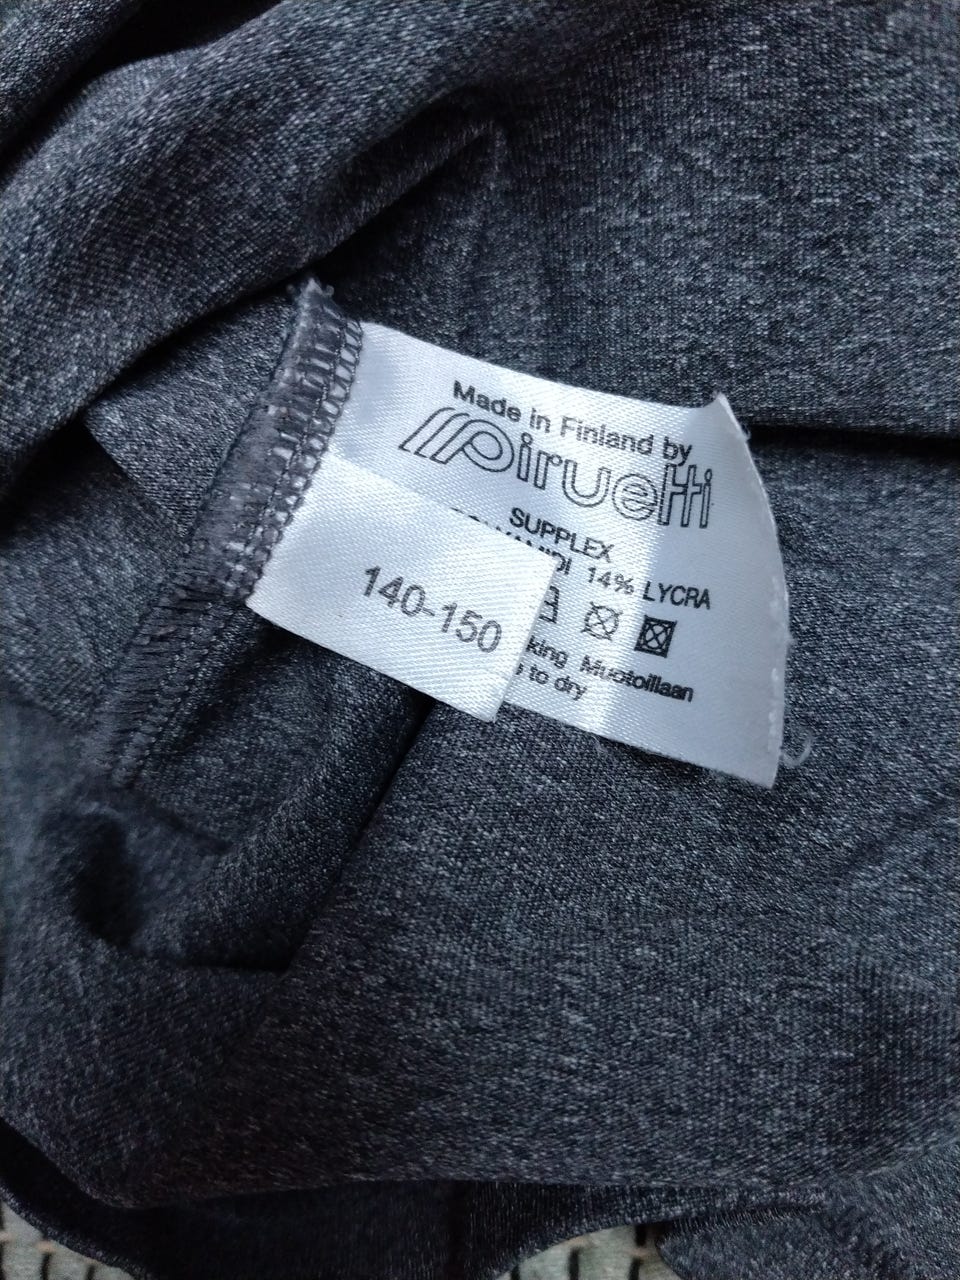 Made in Finland by
Piruetti
SUPPLEX
14% LYCRA
140-150
Muotoillaan
to dry